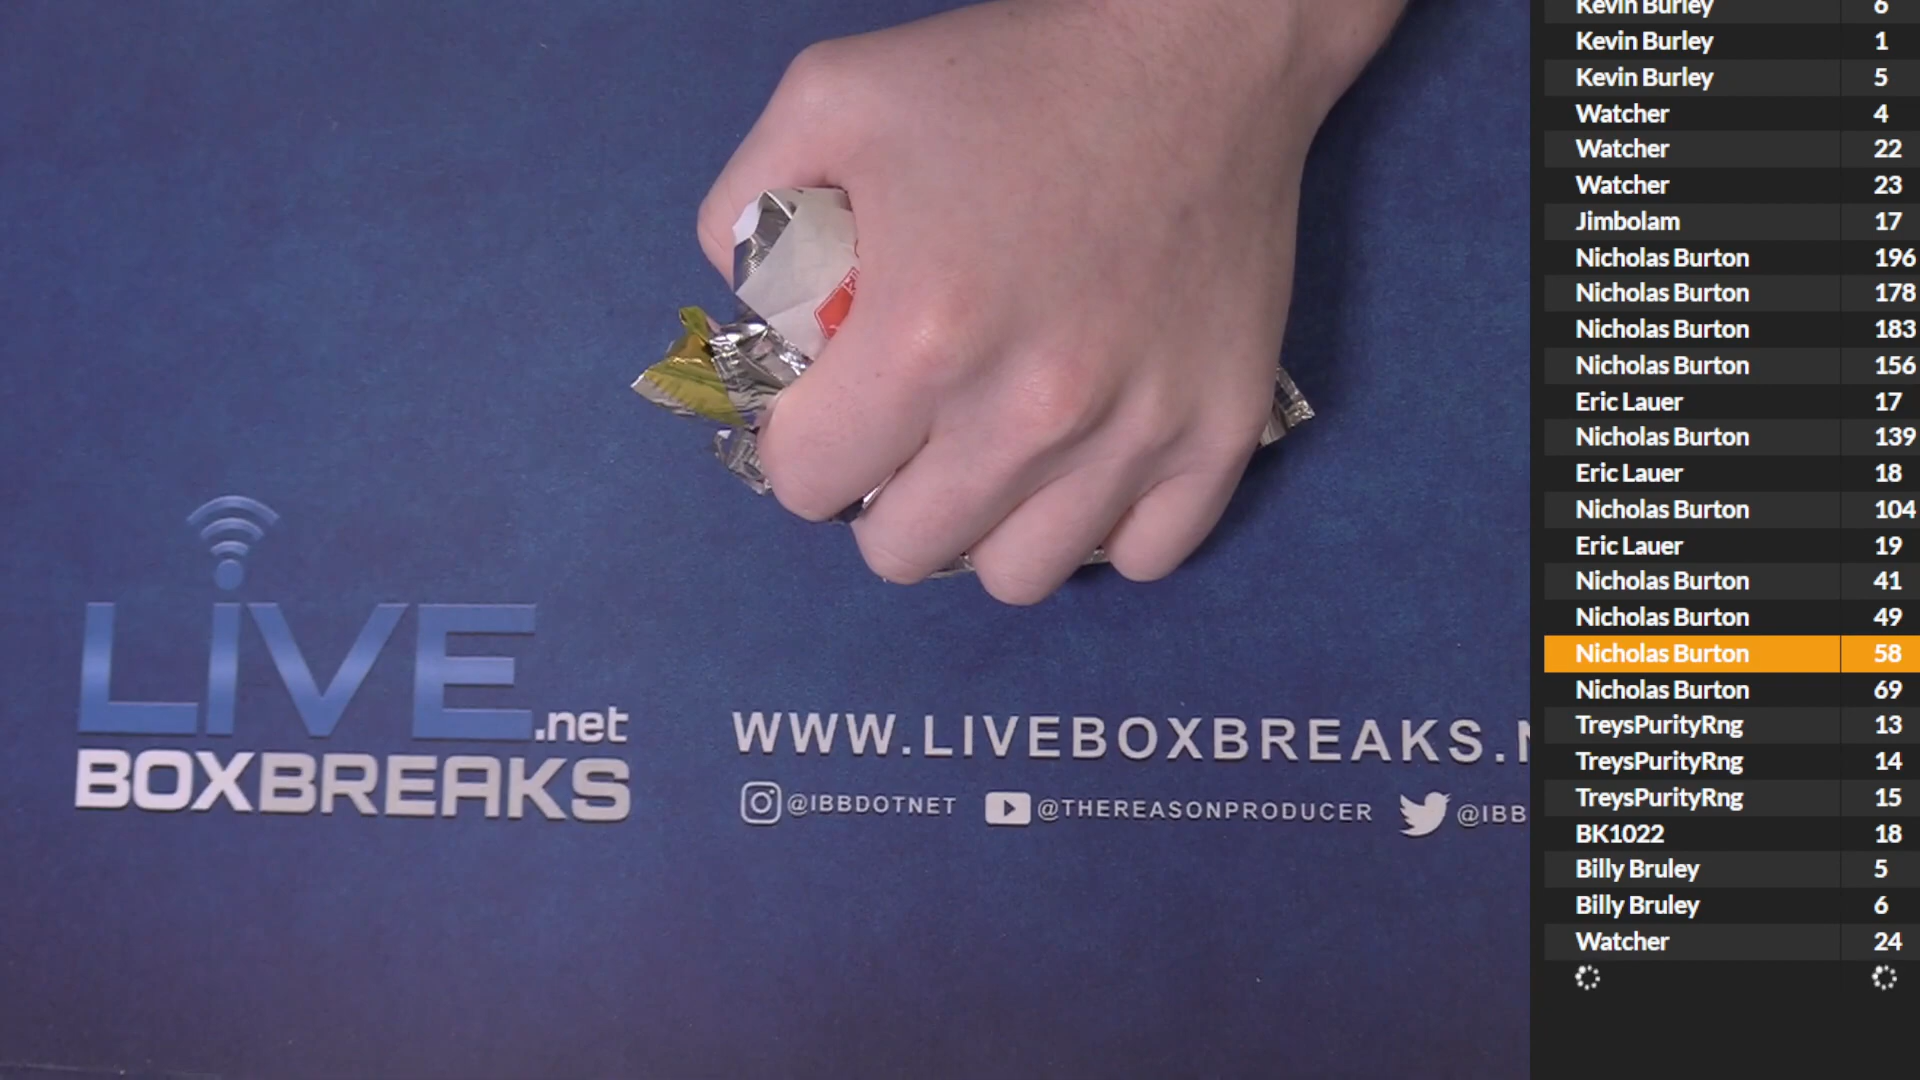 Kevin Burley 6
Kevin Burley 1
Kevin Burley 5
Watcher 4
Watcher 22
Watcher 23
Jimbolam 17
Nicholas Burton 196
Nicholas Burton 178
Nicholas Burton 183
Nicholas Burton 156
Eric Lauer 17
Nicholas Burton 139
Eric Lauer 18
Nicholas Burton 104
Eric Lauer 19
Nicholas Burton 41
Nicholas Burton 49
Nicholas Burton 58
Nicholas Burton 69
TreysPurityRng 13
TreysPurityRng 14
TreysPurityRng 15
BK1022 18
Billy Bruley 5
Billy Bruley 6
Watcher 24
LiVE.net
BOXBREAKS
WWW.LIVEBOXBREAKS.
@IBBDOTNET @THEREASONPRODUCER @IBB